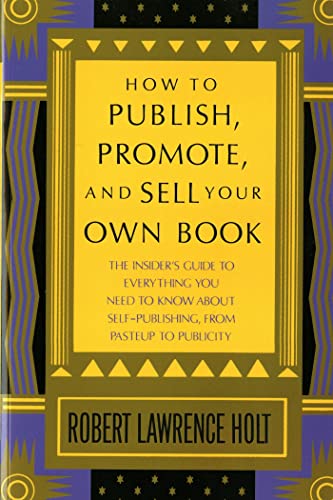 HOW TO
PUBLISH,
PROMOTE,
AND SELL YOUR
OWN BOOK
THE INSIDER'S GUIDE TO
EVERYTHING YOU
NEED TO KNOW ABOUT
SELF-PUBLISHING, FROM
PASTEUP TO PUBLICITY
ROBERT LAWRENCE HOLT